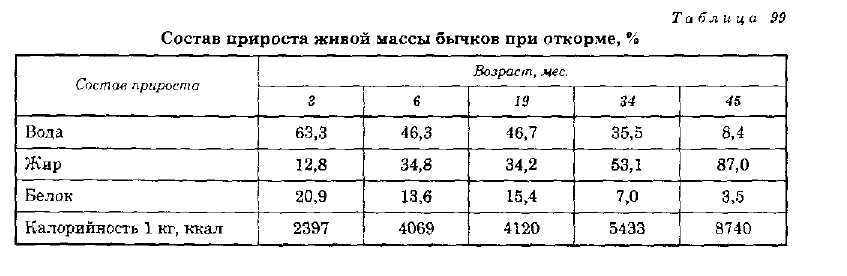 Таблица 99
Состав прироста живой массы бычков при откорме, %
Состав прироста
Возраст, мес.
3 6 19 34 45
Вода 63,3 46,3 46,7 35,5 8,4
Жир 12,8 34,8 34,2 53,1 87,0
Белок 20,9 13,6 15,4 7,0 3,5
Калорийность 1 кг, ккал 2397 4069 4120 5433 8740